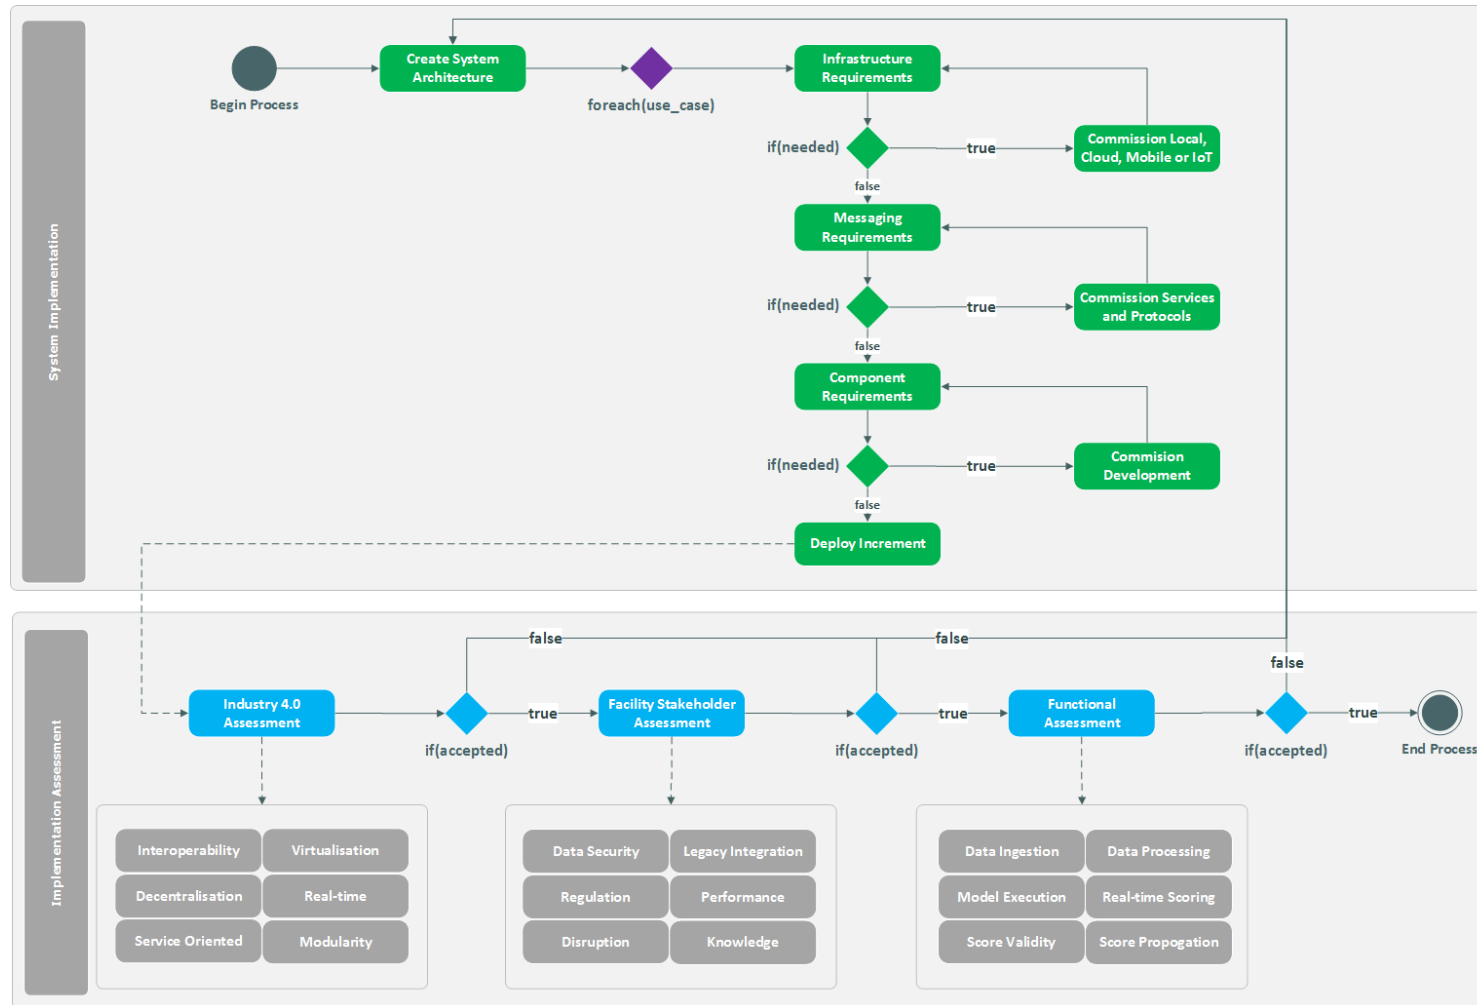 System Implementation
Begin Process
Create System
Architecture
foreach(use_case)
Infrastructure
Requirements
if(needed)
true
Commission Local,
Cloud, Mobile or IoT
false
Messaging
Requirements
if(needed)
true
Commission Services
and Protocols
false
Component
Requirements
if(needed)
true
Commision
Development
false
Deploy Increment
Implementation Assessment
false
false
false
Industry 4.0
Assessment
if(accepted)
true
Facility Stakeholder
Assessment
if(accepted)
true
Functional
Assessment
if(accepted)
true
End Process
Interoperability
Virtualisation
Decentralisation
Real-time
Service Oriented
Modularity
Data Security
Legacy Integration
Regulation
Performance
Disruption
Knowledge
Data Ingestion
Data Processing
Model Execution
Real-time Scoring
Score Validity
Score Propogation